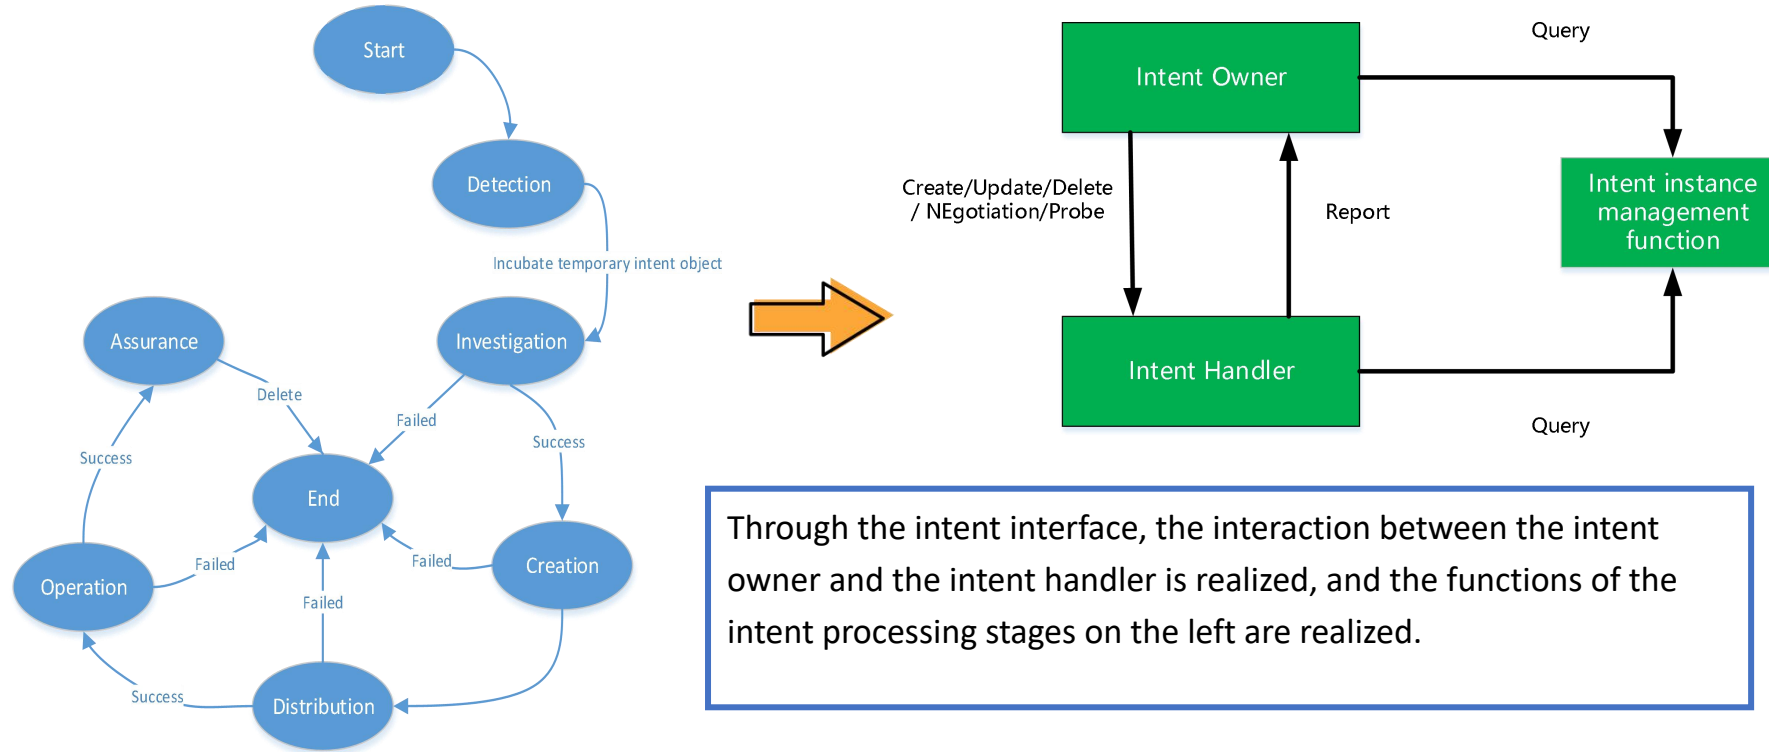 Start
Detection
Incubate temporary intent object
Assurance
Investigation
Delete
Failed
Success
Success
End
Operation
Failed
Failed
Creation
Failed
Success
Distribution
Query
Intent Owner
Intent instance
management
function
Create/Update/Delete
/ NEgotiation/Probe
Report
Intent Handler
Query
Through the intent interface, the interaction between the intent
owner and the intent handler is realized, and the functions of the
intent processing stages on the left are realized.